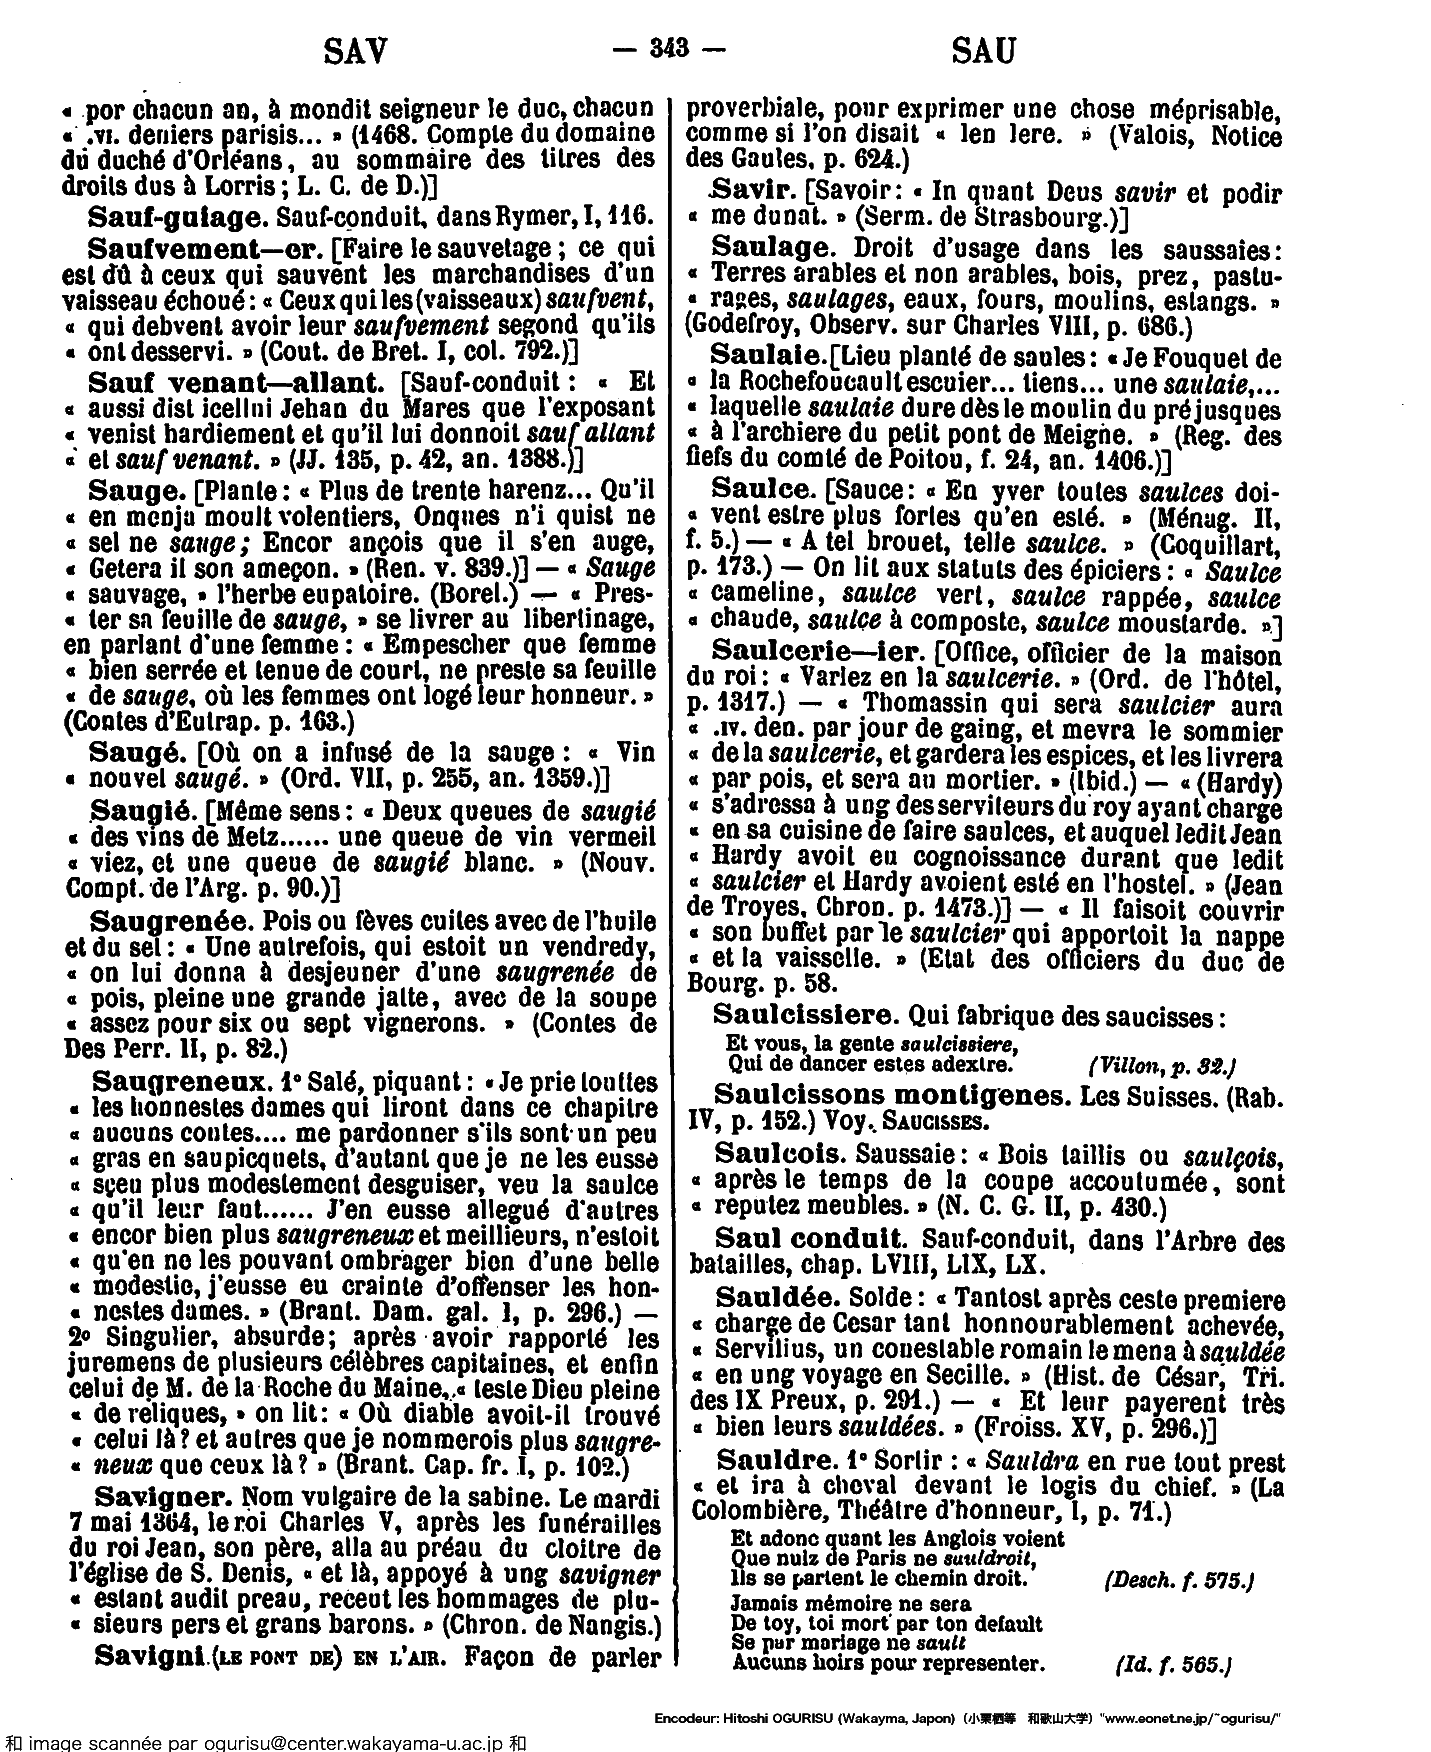 SAV — 343 — SAU
« por chacun an, à mondit seigneur le duc, chacun
« .VI. deniers parisis... » (1468. Compte du domaine
du duché d'Orléans, au sommaire des titres des
droits dus à Lorris ; L. C. de D.)]
Sauf-guiage. Sauf-conduit, dans Rymer, I, 116.
Saufvement—er. [Faire le sauvetage ; ce qui
est dû à ceux qui sauvent les marchandises d'un
vaisseau échoué : « Ceux qui les (vaisseaux) saufvent,
« qui debvent avoir leur saufvement segond qu'ils
« ont desservi. » (Cout. de Bret. I, col. 792.)]
Sauf venant—allant. [Sauf-conduit : « Et
« aussi dist icellui Jehan du Mares que l'exposant
« venist hardiement et qu'il lui donnoit sauf allant
« et sauf venant. » (JJ. 135, p. 42, an. 1388.)]
Sauge. [Plante : « Plus de trente harenz... Qu'il
« en menja moult volentiers, Onques n'i quist ne
« sel ne sauge ; Encor ançois que il s'en auge,
« Getera il son ameçon. » (Ren. v. 839.)] — « Sauge
« sauvage, » l'herbe eupatoire. (Borel.) — « Pres-
« ter sa feuille de sauge, » se livrer au libertinage,
en parlant d'une femme : « Empescher que femme
« bien serrée et tenue de court, ne preste sa feuille
« de sauge, où les femmes ont logé leur honneur. »
(Contes d'Eutrap. p. 163.)
Saugé. [Où on a infusé de la sauge : « Vin
« nouvel saugé. » (Ord. VII, p. 255, an. 1359.)]
Saugié. [Même sens : « Deux queues de saugié
« des vins de Metz...... une queue de vin vermeil
« viez, et une queue de saugié blanc. » (Nouv.
Compt. de l'Arg. p. 90.)]
Saugrenée. Pois ou fèves cuites avec de l'huile
et du sel : « Une autrefois, qui estoit un vendredy,
« on lui donna à desjeuner d'une saugrenée de
« pois, pleine une grande jatte, avec de la soupe
« assez pour six ou sept vignerons. » (Contes de
Des Perr. II, p. 82.)
Saugreneux. 1º Salé, piquant : « Je prie touttes
« les honnestes dames qui liront dans ce chapitre
« aucuns contes.... me pardonner s'ils sont un peu
« gras en saupicquets, d'autant que je ne les eusse
« sçeu plus modestement desguiser, veu la saulce
« qu'il leur faut...... J'en eusse allegué d'autres
« encor bien plus saugreneux et meillieurs, n'estoit
« qu'en ne les pouvant ombrager bien d'une belle
« modestie, j'eusse eu crainte d'offenser les hon-
« nestes dames. » (Brant. Dam. gal. I, p. 296.) —
2º Singulier, absurde ; après avoir rapporté les
juremens de plusieurs célèbres capitaines, et enfin
celui de M. de la Roche du Maine, « teste Dieu pleine
« de réliques, » on lit : « Où diable avoit-il trouvé
« celui là ? et autres que je nommerois plus saugre-
« neux que ceux là ? » (Brant. Cap. fr. I, p. 102.)
Savigner. Nom vulgaire de la sabine. Le mardi
7 mai 1364, le roi Charles V, après les funérailles
du roi Jean, son père, alla au préau du cloitre de
l'église de S. Denis, « et là, appoyé à ung savigner
« estant audit preau, receut les hommages de plu-
« sieurs pers et grans barons. » (Chron. de Nangis.)
Savigni (LE PONT DE) EN L'AIR. Façon de parler
proverbiale, pour exprimer une chose méprisable,
comme si l'on disait « len lere. » (Valois, Notice
des Gaules, p. 624.)
Savir. [Savoir : « In quant Deus savir et podir
« me dunat. » (Serm. de Strasbourg.)]
Saulage. Droit d'usage dans les saussaies :
« Terres arables et non arables, bois, prez, pastu-
« rages, saulages, eaux, fours, moulins, estangs. »
(Godefroy, Observ. sur Charles VIII, p. 686.)
Saulaie. [Lieu planté de saules : « Je Fouquet de
« la Rochefoucault escuier... tiens... une saulaie,...
« laquelle saulaie dure dès le moulin du pré jusques
« à l'archiere du petit pont de Meigne. » (Reg. des
fiefs du comté de Poitou, f. 24, an. 1406.)]
Saulce. [Sauce : « En yver toutes saulces doi-
« vent estre plus fortes qu'en esté. » (Ménag. II,
f. 5.) — « A tel brouet, telle saulce. » (Coquillart,
p. 173.) — On lit aux statuts des épiciers : « Saulce
« cameline, saulce vert, saulce rappée, saulce
« chaude, saulce à composte, saulce moustarde. »]
Saulcerie—ier. [Office, officier de la maison
du roi : « Varlez en la saulcerie. » (Ord. de l'hôtel,
p. 1317.) — « Thomassin qui sera saulcier aura
« .IV. den. par jour de gaing, et mevra le sommier
« de la saulcerie, et gardera les espices, et les livrera
« par pois, et sera au mortier. » (Ibid.) — « (Hardy)
« s'adressa à ung des serviteurs du roy ayant charge
« en sa cuisine de faire saulces, et auquel ledit Jean
« Hardy avoit eu cognoissance durant que ledit
« saulcier et Hardy avoient esté en l'hostel. » (Jean
de Troyes, Chron. p. 1473.)] — « Il faisoit couvrir
« son buffet par le saulcier qui apportoit la nappe
« et la vaisselle. » (Etat des officiers du duc de
Bourg. p. 58.
Saulcissiere. Qui fabrique des saucisses :
Et vous, la gente saulcissiere,
Qui de dancer estes adextre. (Villon, p. 32.)
Saulcissons montigenes. Les Suisses. (Rab.
IV, p. 152.) Voy. SAUCISSES.
Saulcois. Saussaie : « Bois taillis ou saulçois,
« après le temps de la coupe accoutumée, sont
« reputez meubles. » (N. C. G. II, p. 430.)
Saul conduit. Sauf-conduit, dans l'Arbre des
batailles, chap. LVIII, LIX, LX.
Sauldée. Solde : « Tantost après ceste premiere
« charge de Cesar tant honnourablement achevée,
« Servilius, un conestable romain le mena à sauldée
« en ung voyage en Secille. » (Hist. de César, Tri.
des IX Preux, p. 291.) — « Et leur payerent très
« bien leurs sauldées. » (Froiss. XV, p. 296.)]
Sauldre. 1º Sortir : « Sauldra en rue tout prest
« et ira à cheval devant le logis du chief. » (La
Colombière, Théâtre d'honneur, I, p. 71.)
Et adonc quant les Anglois voient
Que nulz de Paris ne sauldroit,
Ils se partent le chemin droit. (Desch. f. 575.)
Jamais mémoire ne sera
De toy, toi mort par ton default
Se par mariage ne sault
Aucuns hoirs pour representer. (Id. f. 565.)
Encodeur: Hitoshi OGURISU (Wakayma, Japon) (小栗栖等 和歌山大学) "www.eonet.ne.jp/~ogurisu/"
和 image scannée par ogurisu@center.wakayama-u.ac.jp 和